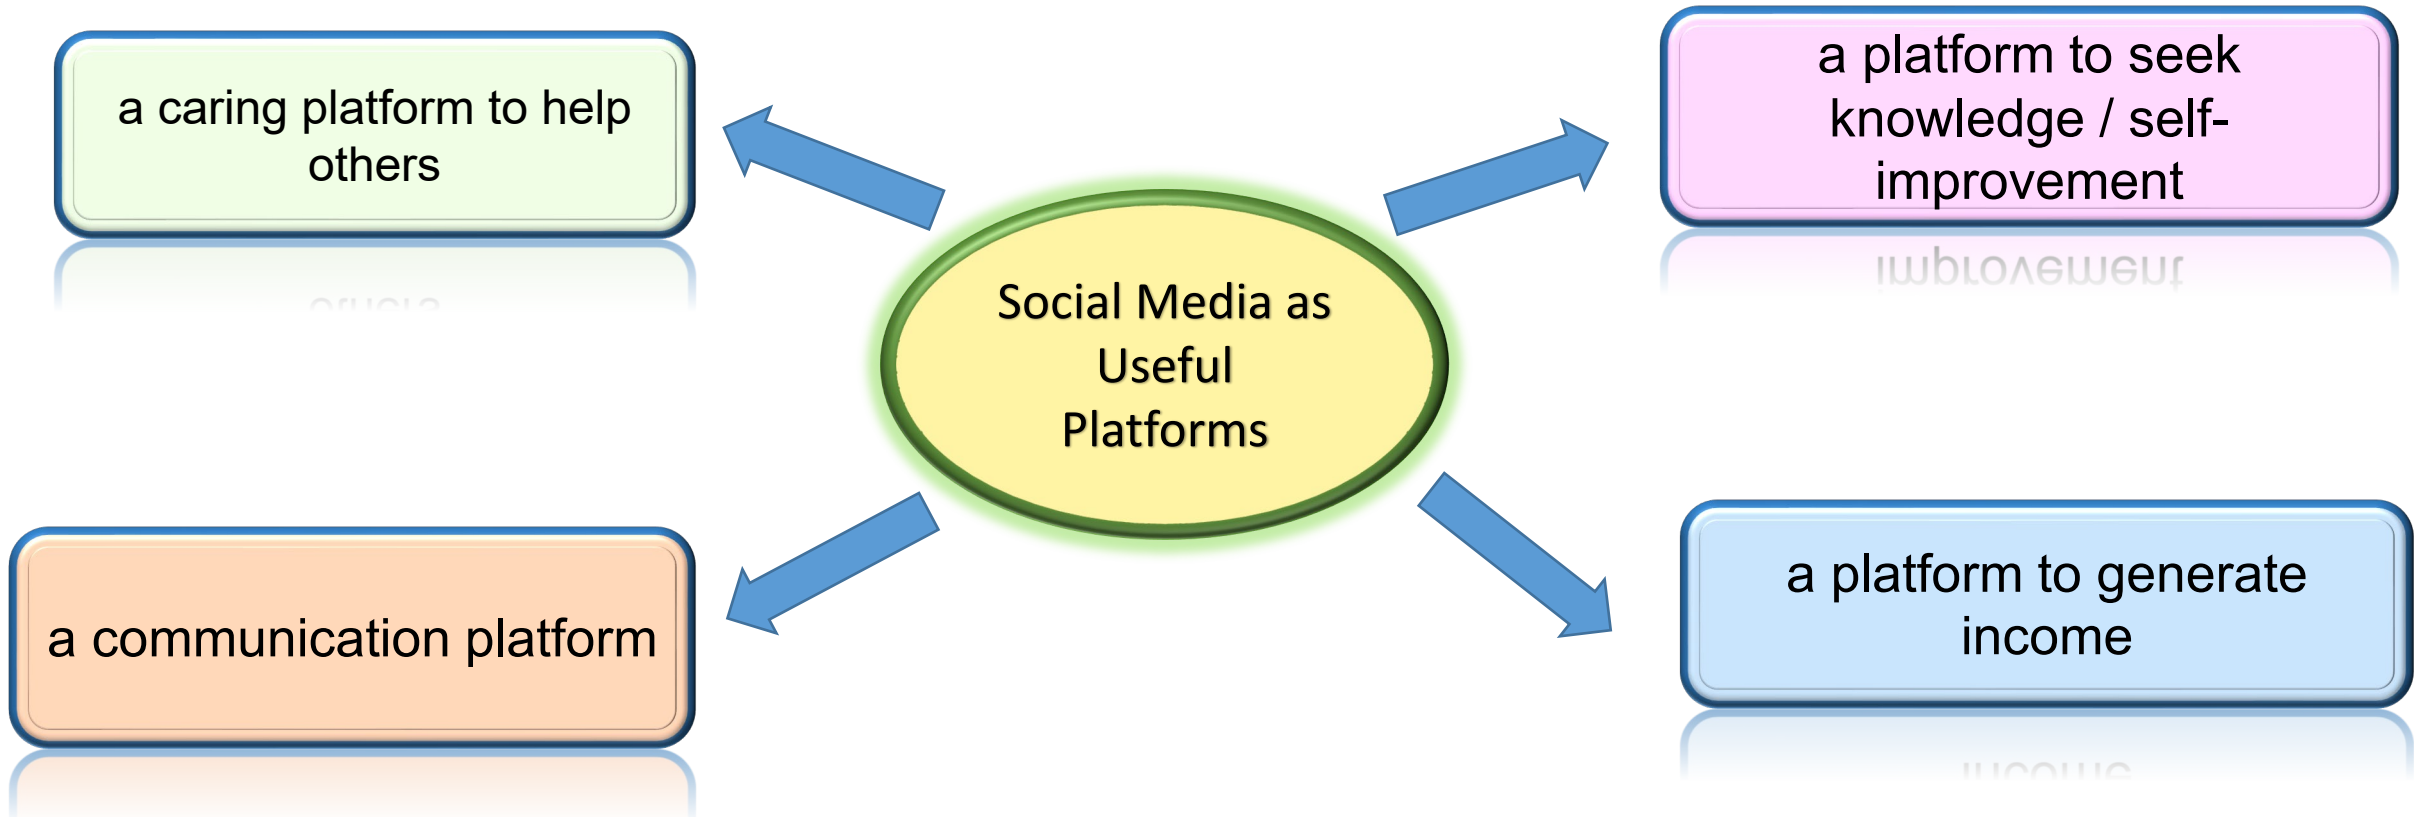 a caring platform to help
others
a platform to seek
knowledge / self-
improvement
Social Media as
Useful
Platforms
a communication platform
a platform to generate
income